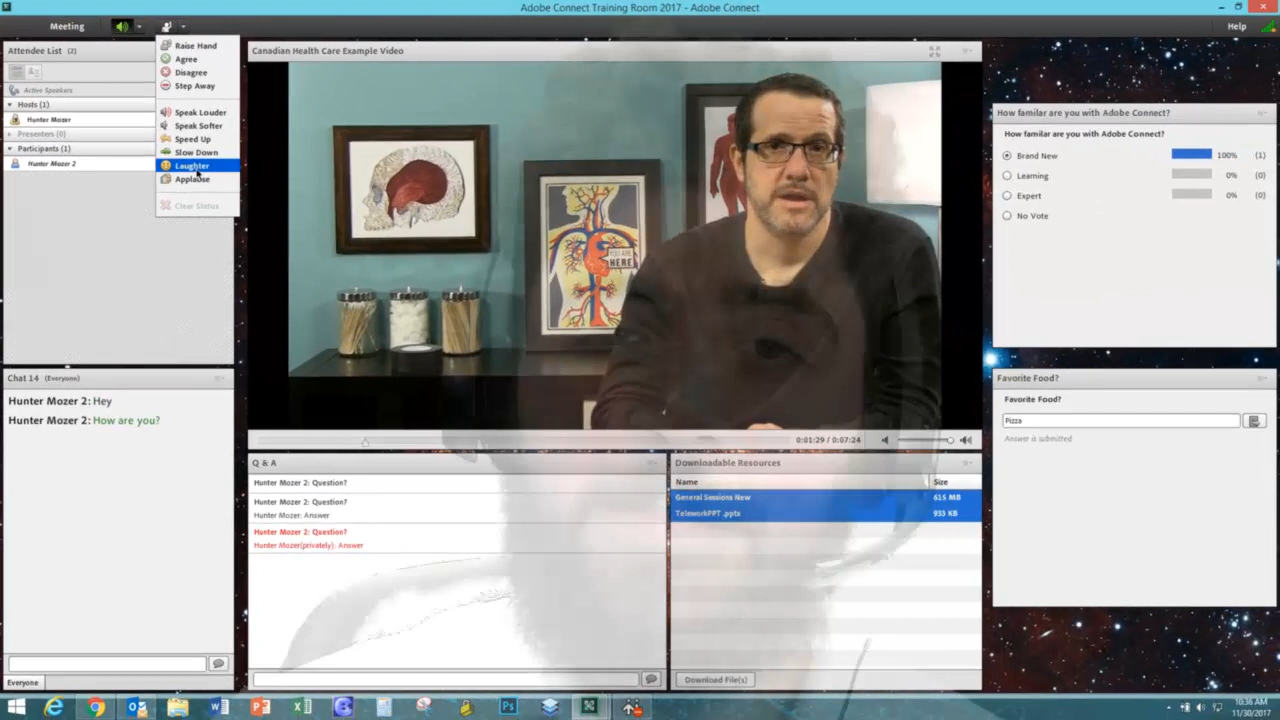 Adobe Connect Training Room 2017 - Adobe Connect
Meeting
Help
Attendee List (2)
Active Speakers
Hosts (1)
Hunter Mozer
Presenters (0)
Participants (1)
Hunter Mozer 2
Raise Hand
Agree
Disagree
Step Away
Speak Louder
Speak Softer
Speed Up
Slow Down
Laughter
Applause
Clear Status
Canadian Health Care Example Video
YOU ARE
HERE
0:01:29 / 0:07:24
How familar are you with Adobe Connect?
How familar are you with Adobe Connect?
Brand New 100% (1)
Learning 0% (0)
Expert 0% (0)
No Vote
Chat 14 (Everyone)
Hunter Mozer 2: Hey
Hunter Mozer 2: How are you?
Everyone
Q & A
Hunter Mozer 2: Question?
Hunter Mozer 2: Question?
Hunter Mozer: Answer
Hunter Mozer 2: Question?
Hunter Mozer(privately): Answer
Downloadable Resources
Name Size
General Sessions New 615 MB
TeleworkPPT .pptx 933 KB
Download File(s)
Favorite Food?
Favorite Food?
Pizza
Answer is submitted
10:36 AM
11/30/2017